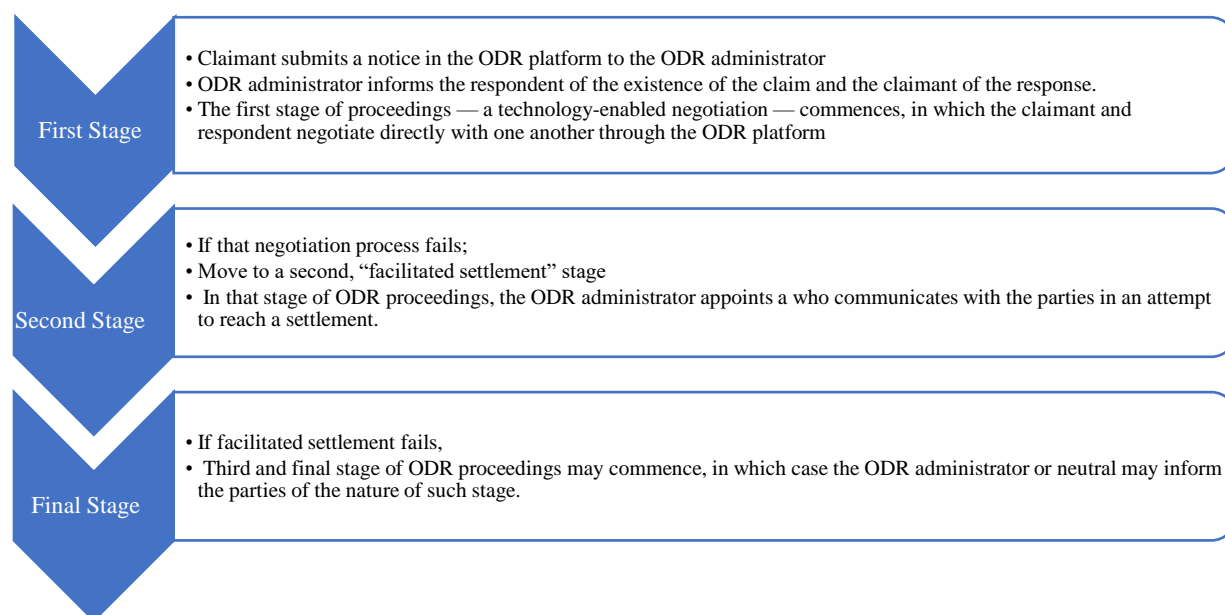 First Stage
• Claimant submits a notice in the ODR platform to the ODR administrator
• ODR administrator informs the respondent of the existence of the claim and the claimant of the response.
• The first stage of proceedings — a technology-enabled negotiation — commences, in which the claimant and
respondent negotiate directly with one another through the ODR platform
Second Stage
• If that negotiation process fails;
• Move to a second, “facilitated settlement” stage
• In that stage of ODR proceedings, the ODR administrator appoints a who communicates with the parties in an attempt
to reach a settlement.
Final Stage
• If facilitated settlement fails,
• Third and final stage of ODR proceedings may commence, in which case the ODR administrator or neutral may inform
the parties of the nature of such stage.